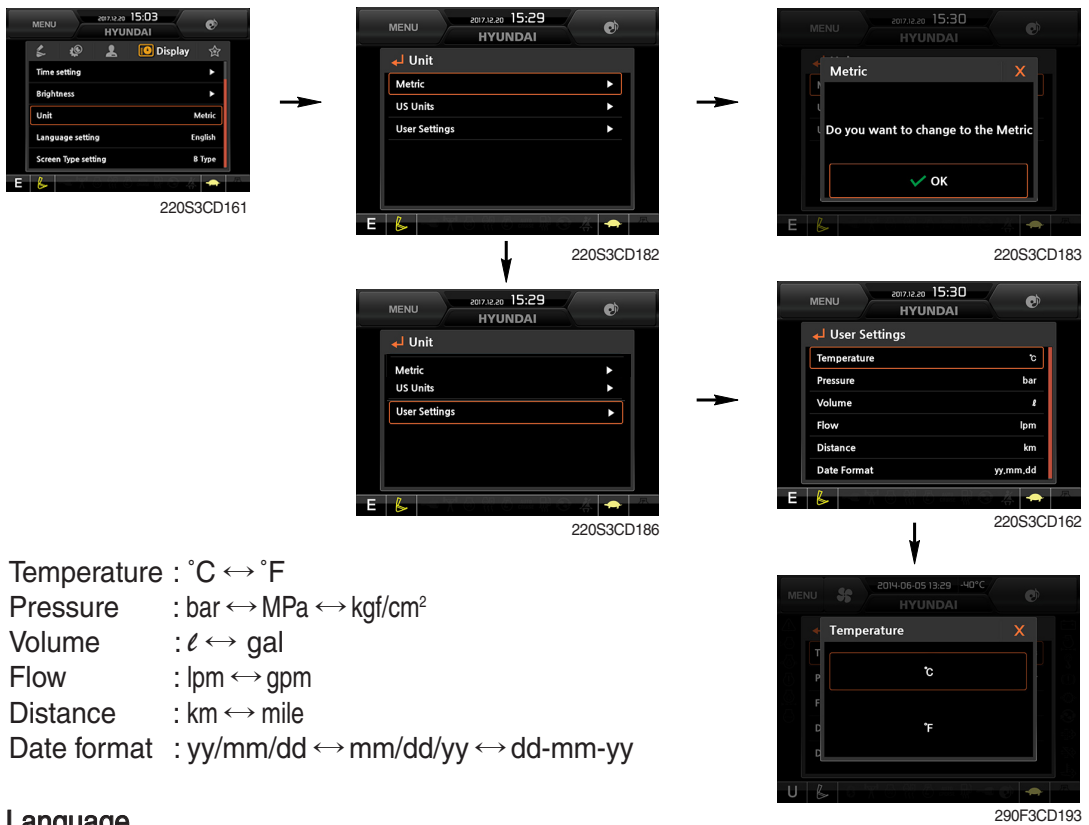 MENU
2017.12.20 15:03
HYUNDAI
Display
Time setting
Brightness
Unit Metric
Language setting English
Screen Type setting B Type
E
220S3CD161
MENU
2017.12.20 15:29
HYUNDAI
Unit
Metric
US Units
User Settings
E
220S3CD182
MENU
2017.12.20 15:30
HYUNDAI
Metric X
Do you want to change to the Metric
OK
E
220S3CD183
MENU
2017.12.20 15:29
HYUNDAI
Unit
Metric
US Units
User Settings
E
220S3CD186
MENU
2017.12.20 15:30
HYUNDAI
User Settings
Temperature ℃
Pressure bar
Volume ℓ
Flow lpm
Distance km
Date Format yy,mm,dd
E
220S3CD162
MENU
2014-06-05 13:29 -40°C
HYUNDAI
Temperature X
℃
℉
U
290F3CD193
Temperature : ˚C ↔ ˚F
Pressure : bar ↔ MPa ↔ kgf/cm²
Volume : ℓ ↔ gal
Flow : lpm ↔ gpm
Distance : km ↔ mile
Date format : yy/mm/dd ↔ mm/dd/yy ↔ dd-mm-yy
Language